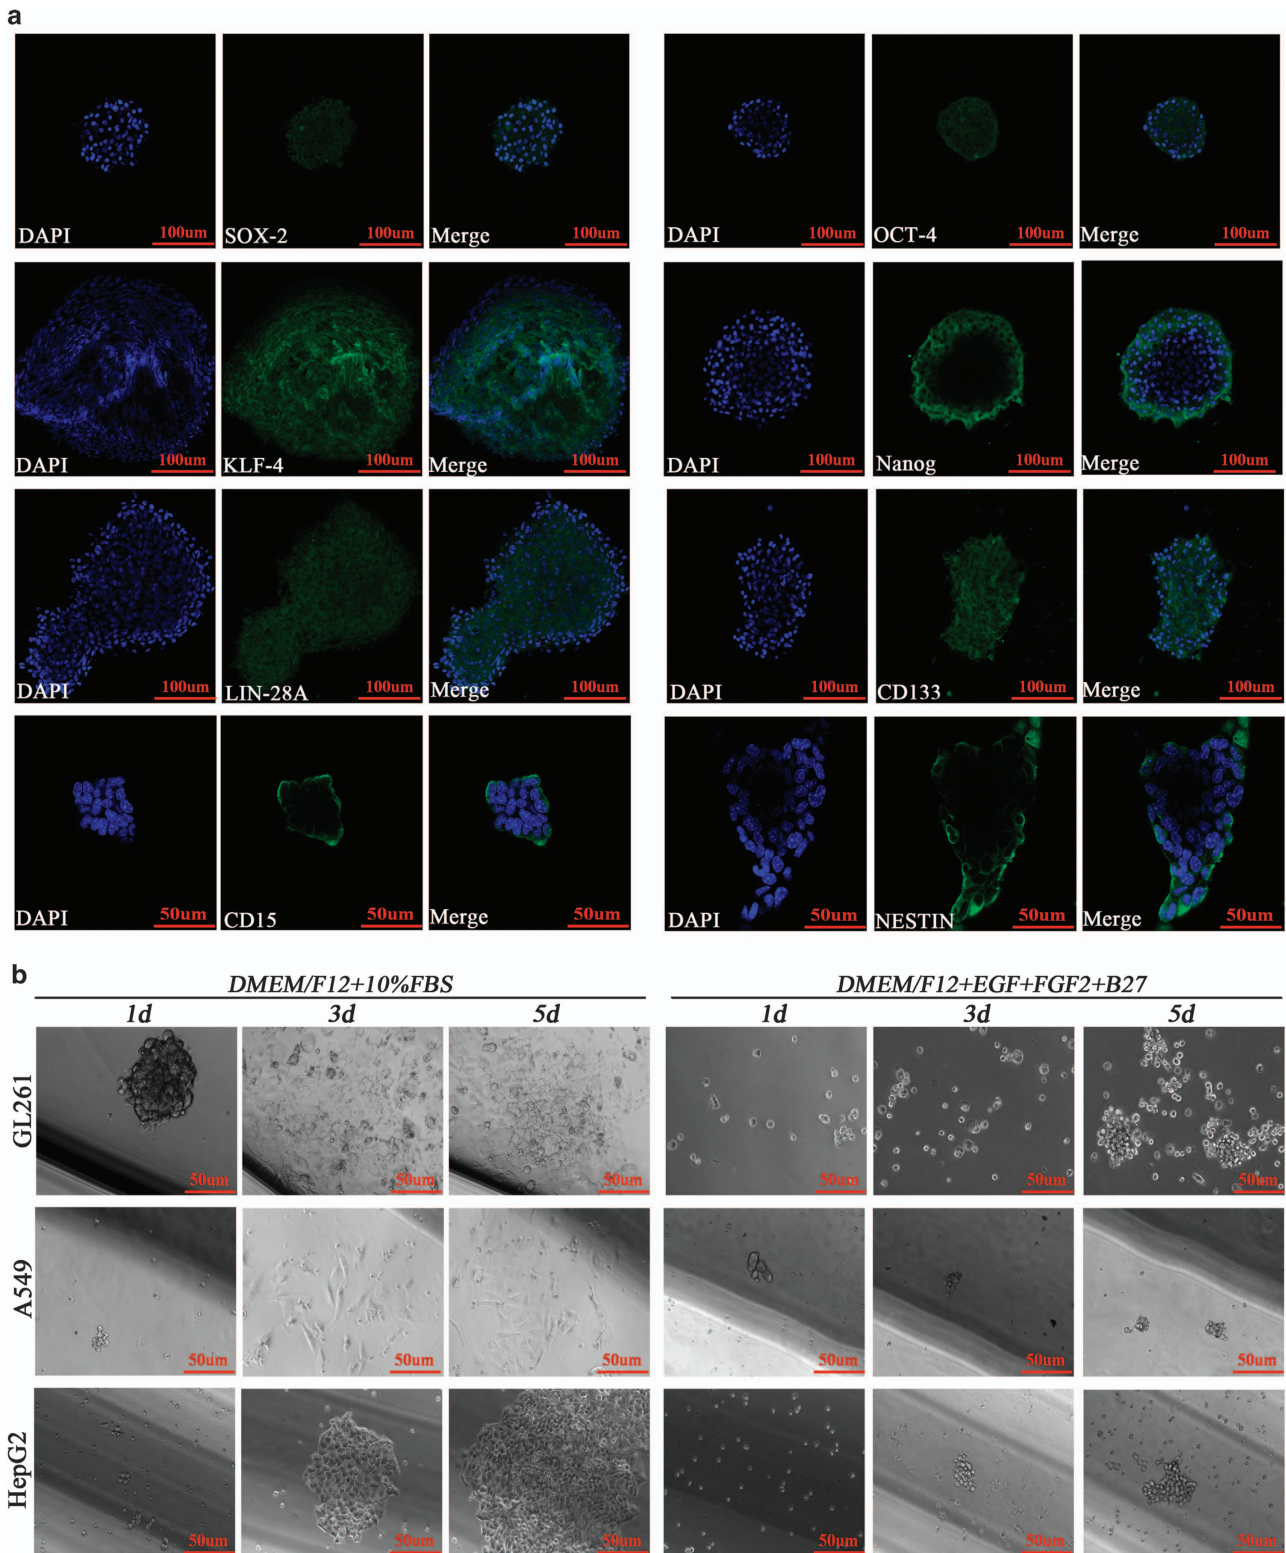 a
DAPI 100um SOX-2 100um Merge 100um DAPI 100um OCT-4 100um Merge 100um
DAPI 100um KLF-4 100um Merge 100um DAPI 100um Nanog 100um Merge 100um
DAPI 100um LIN-28A 100um Merge 100um DAPI 100um CD133 100um Merge 100um
DAPI 50um CD15 50um Merge 50um DAPI 50um NESTIN 50um Merge 50um
b
DMEM/F12+10%FBS DMEM/F12+EGF+FGF2+B27
1d 3d 5d 1d 3d 5d
GL261
50um 50um 50um 50um 50um 50um
A549
50um 50um 50um 50um 50um 50um
HepG2
50um 50um 50um 50um 50um 50um